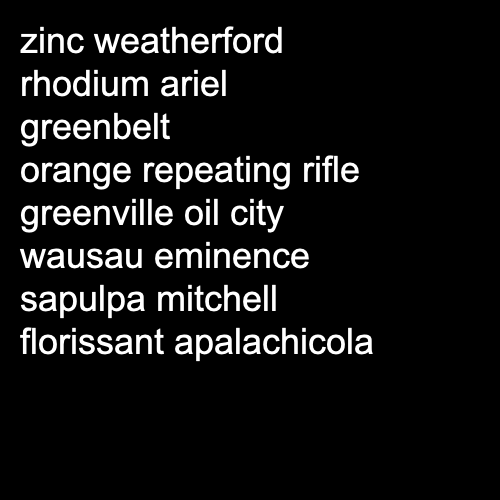 zinc weatherford
rhodium ariel
greenbelt
orange repeating rifle
greenville oil city
wausau eminence
sapulpa mitchell
florissant apalachicola